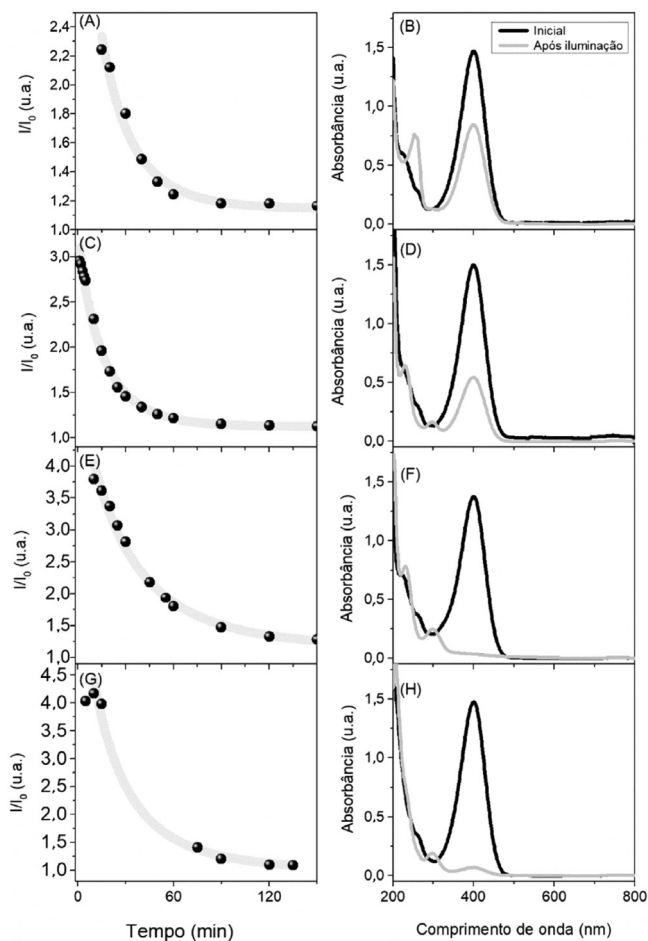 (A)
2,4
2,2
2,0
1,8
1,6
1,4
1,2
1,0
I/I0 (u.a.)
(B)
Inicial
Após iluminação
1,5
1,0
0,5
0,0
Absorbância (u.a.)
(C)
3,0
2,5
2,0
1,5
1,0
I/I0 (u.a.)
(D)
1,5
1,0
0,5
0,0
Absorbância (u.a.)
(E)
4,0
3,5
3,0
2,5
2,0
1,5
1,0
I/I0 (u.a.)
(F)
1,5
1,0
0,5
0,0
Absorbância (u.a.)
(G)
4,5
4,0
3,5
3,0
2,5
2,0
1,5
1,0
I/I0 (u.a.)
0 60 120
Tempo (min)
(H)
1,5
1,0
0,5
0,0
Absorbância (u.a.)
200 400 600 800
Comprimento de onda (nm)